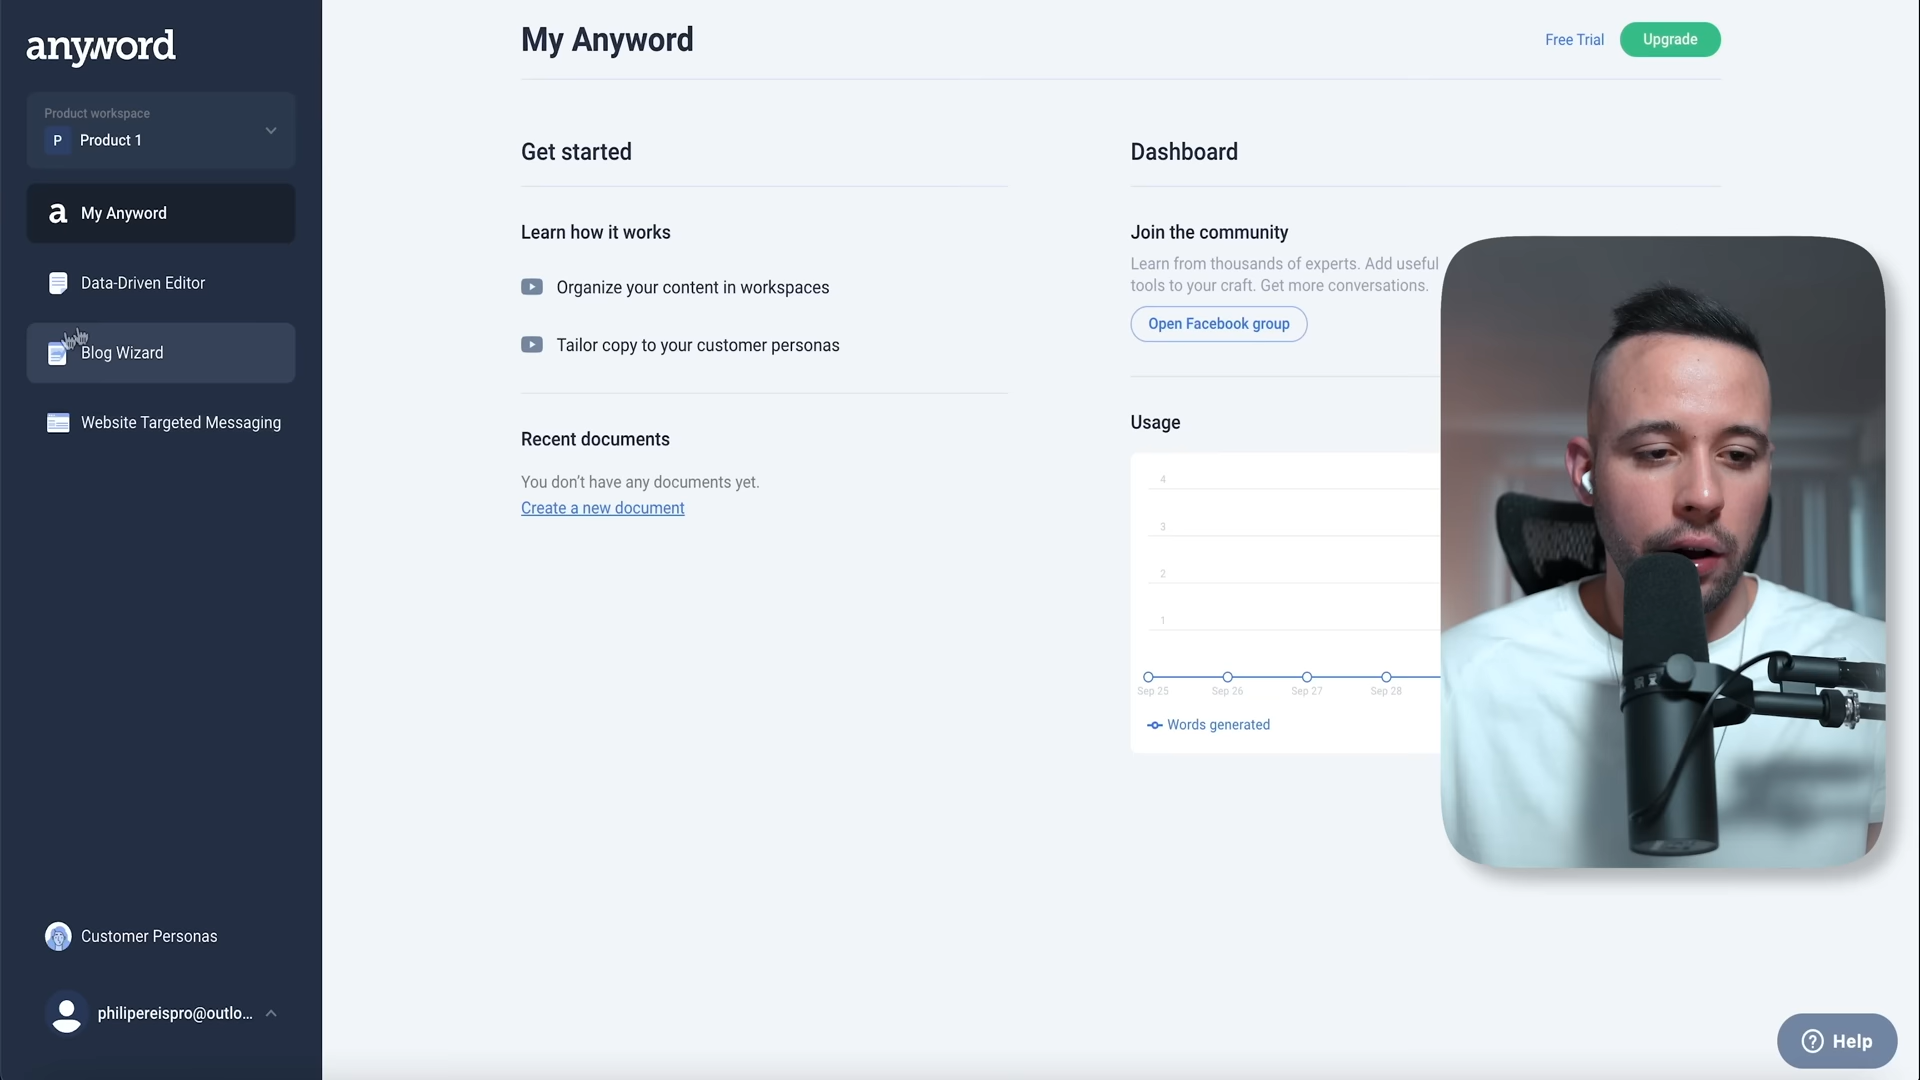 anyword
Product workspace
P Product 1
My Anyword
Data-Driven Editor
Blog Wizard
Website Targeted Messaging
Customer Personas
philipereispro@outlo...
My Anyword
Free Trial
Upgrade
Get started
Learn how it works
Organize your content in workspaces
Tailor copy to your customer personas
Recent documents
You don't have any documents yet.
Create a new document
Dashboard
Join the community
Learn from thousands of experts. Add useful
tools to your craft. Get more conversations.
Open Facebook group
Usage
4
3
2
1
Sep 25 Sep 26 Sep 27 Sep 28
Words generated
Help